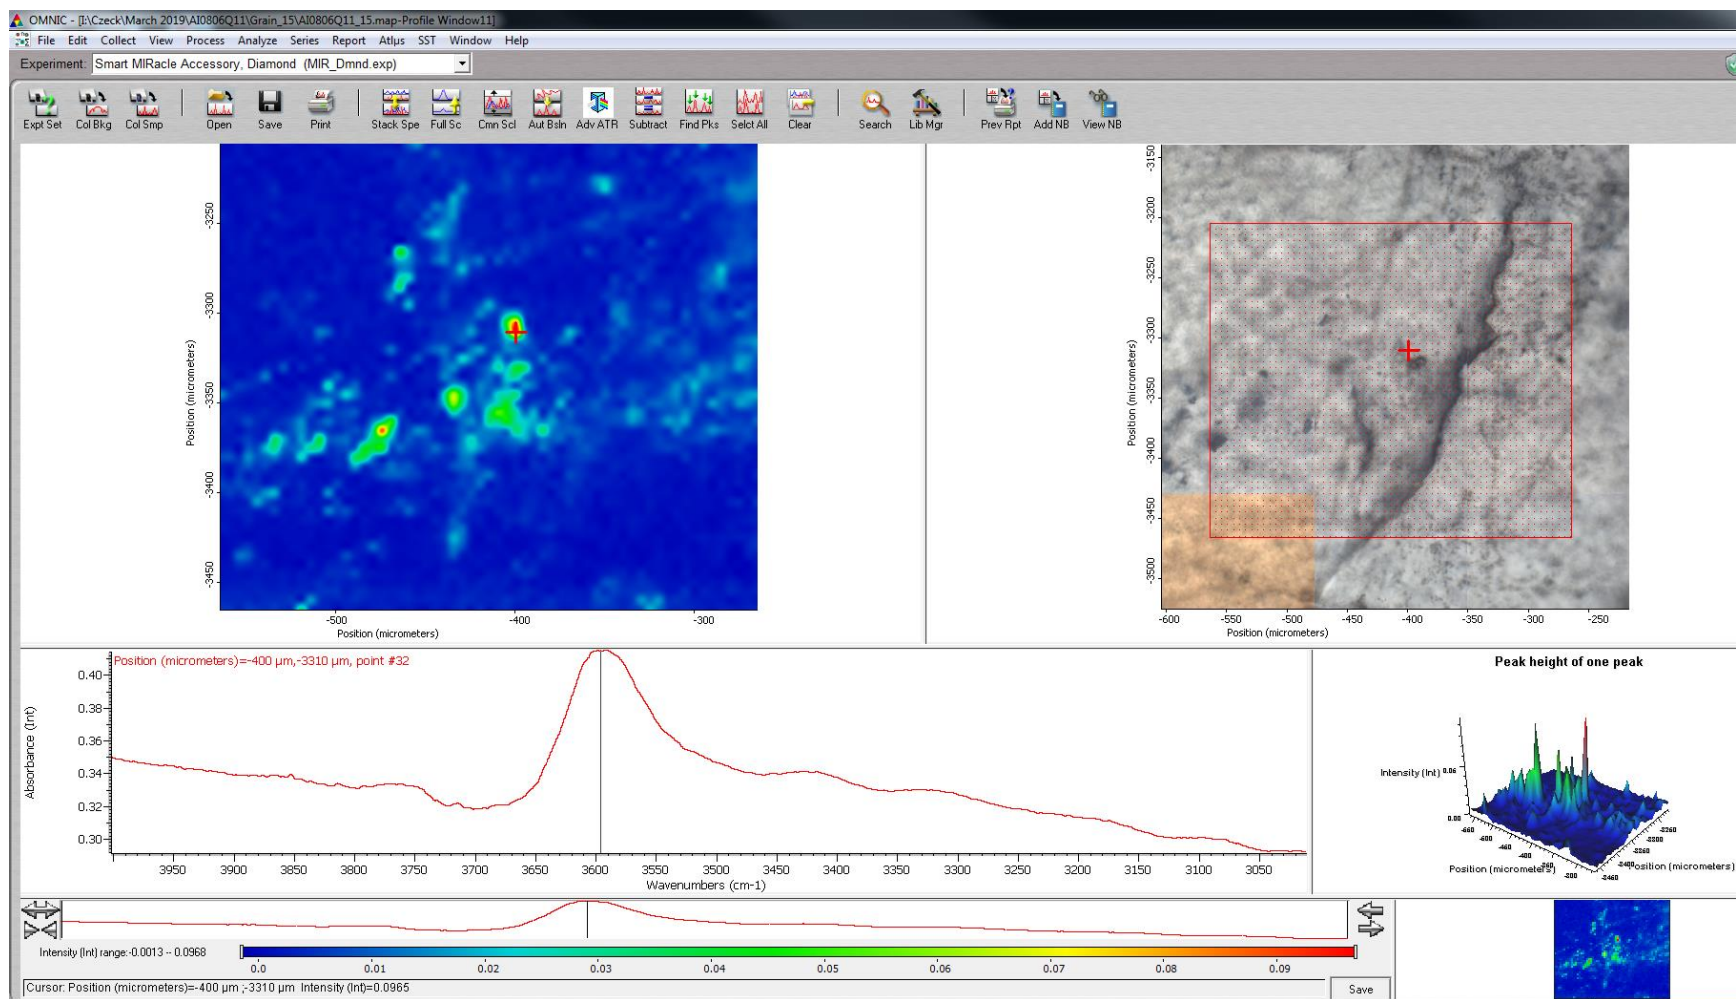 OMNIC - [I:\Czeck\March 2019\AI0806Q11\Grain_15\AI0806Q11_15.map-Profile Window11]
File Edit Collect View Process Analyze Series Report Atlµs SST Window Help
Experiment: Smart MIRacle Accessory, Diamond (MIR_Dmnd.exp)
Expt Set Col Bkg Col Smp Open Save Print Stack Spe Full Sc Cmn Scl Aut Bsln Adv ATR Subtract Find Pks Selct All Clear Search Lib Mgr Prev Rpt Add NB View NB
-3250
-3300
-3350
-3400
-3450
Position (micrometers)
-500 -400 -300
Position (micrometers)
-3150
-3200
-3250
-3300
-3350
-3400
-3450
-3500
Position (micrometers)
-600 -550 -500 -450 -400 -350 -300 -250
Position (micrometers)
Position (micrometers)=-400 µm,-3310 µm, point #32
0.40
0.38
0.36
0.34
0.32
0.30
Absorbance (Int)
3950 3900 3850 3800 3750 3700 3650 3600 3550 3500 3450 3400 3350 3300 3250 3200 3150 3100 3050
Wavenumbers (cm-1)
Peak height of one peak
Intensity (Int)
Position (micrometers)
Position (micrometers)
Intensity (Int) range:-0.0013 -- 0.0968
0.0 0.01 0.02 0.03 0.04 0.05 0.06 0.07 0.08 0.09
Cursor: Position (micrometers)=-400 µm ;-3310 µm Intensity (Int)=0.0965
Save